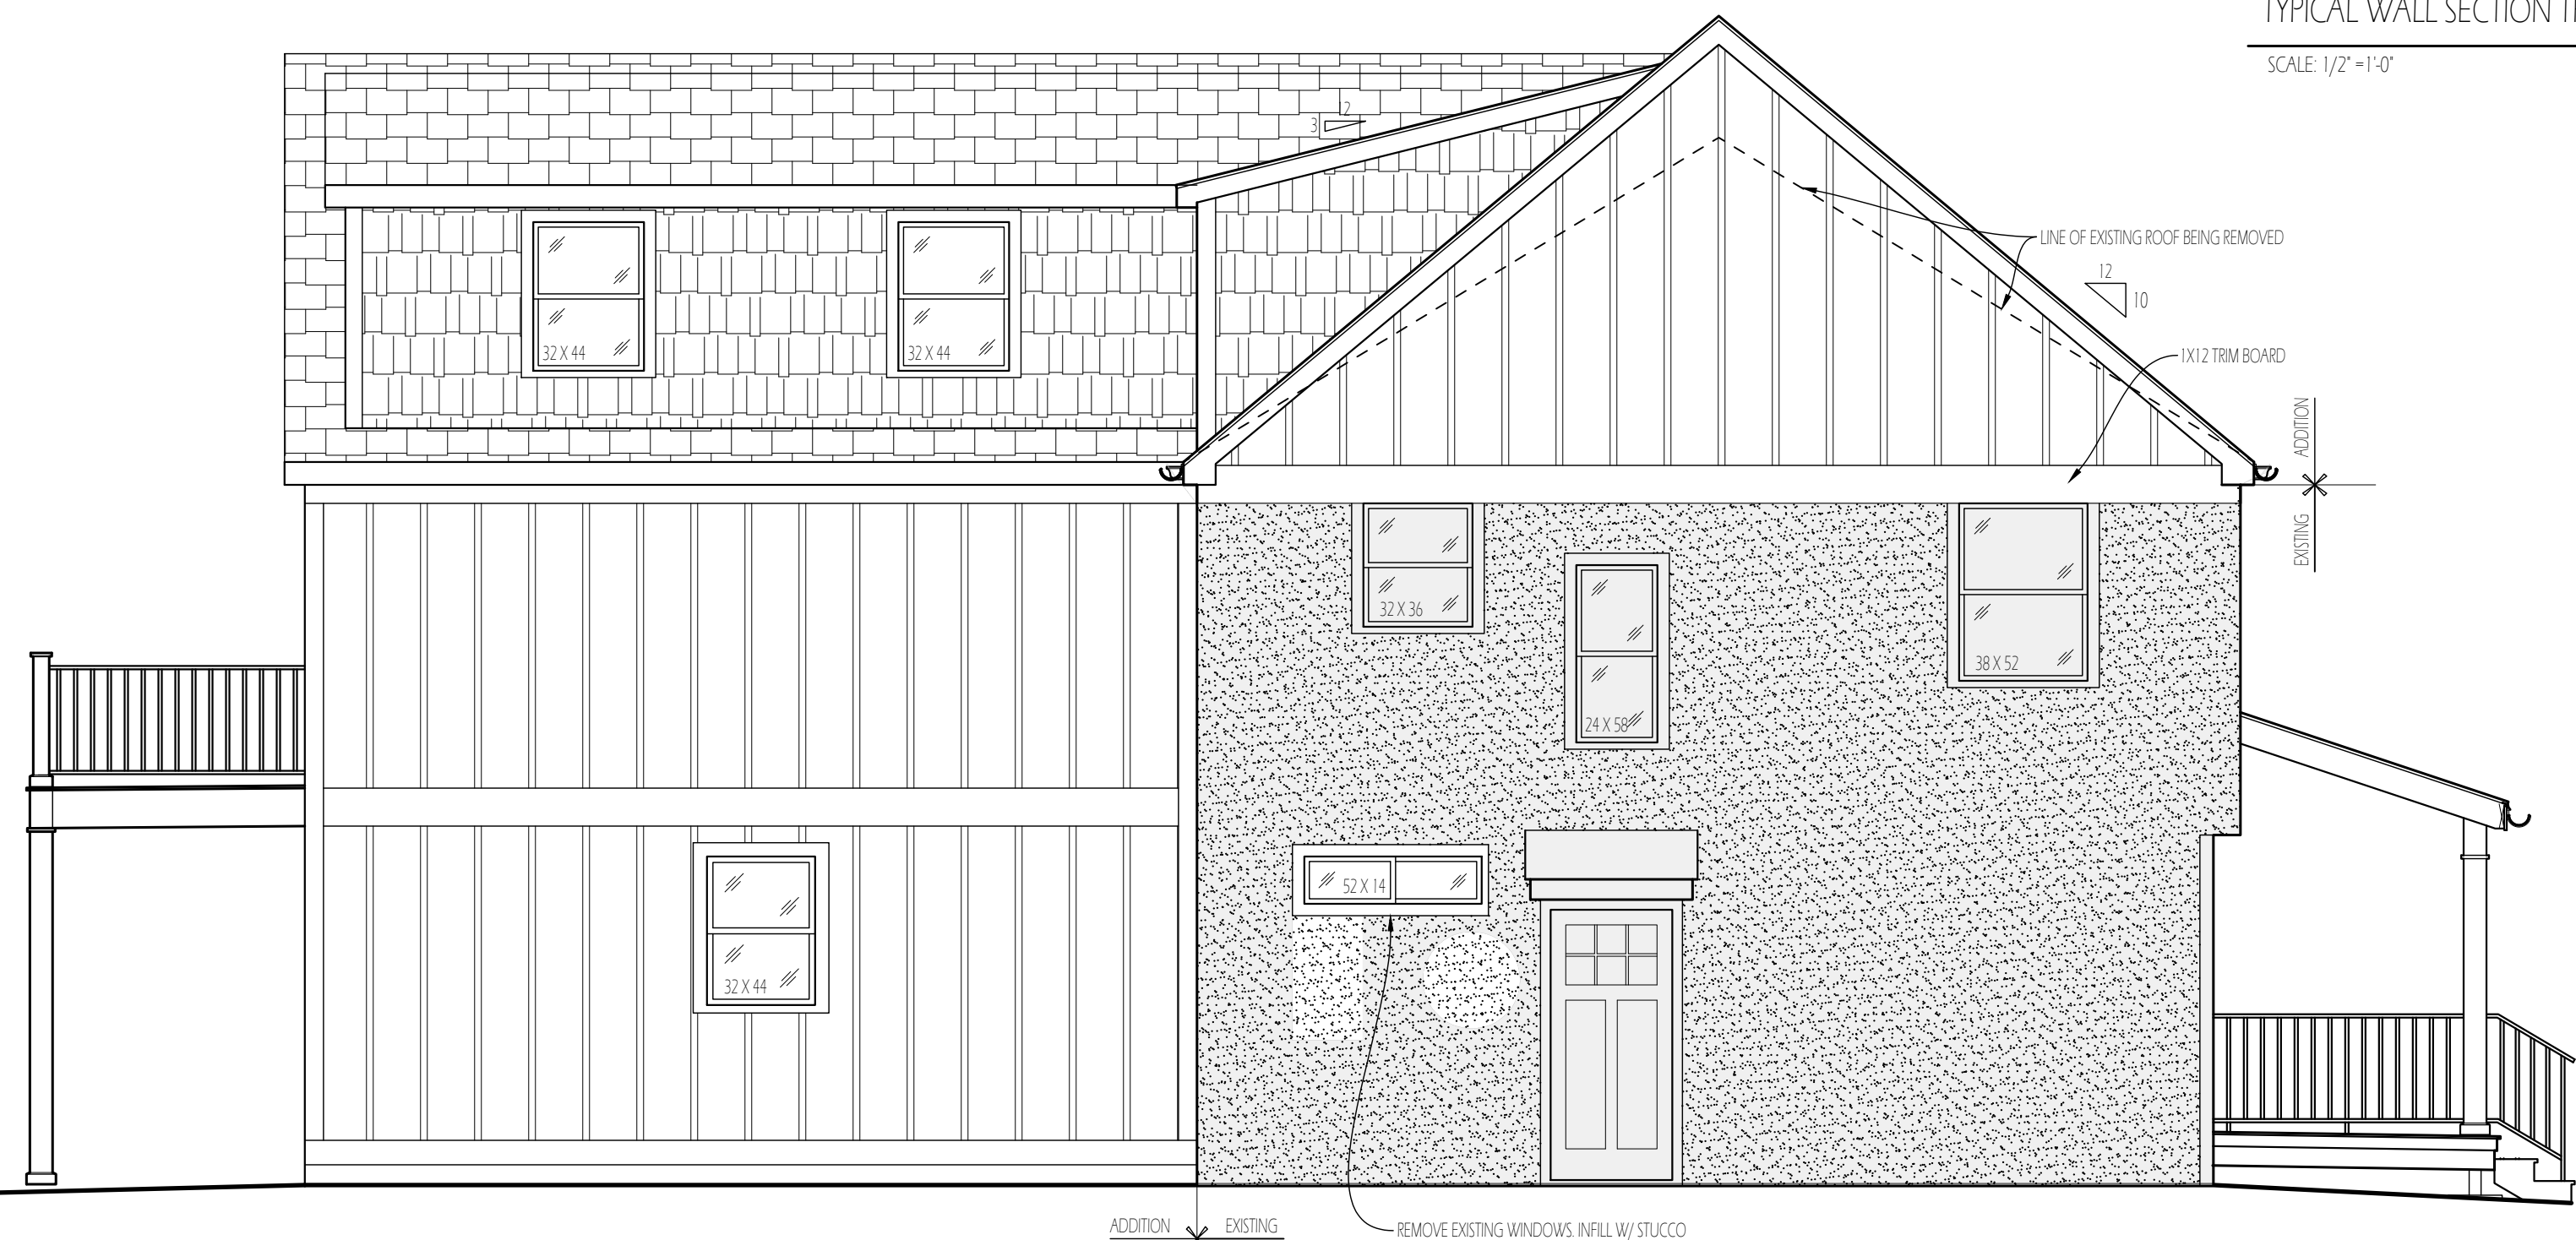 TYPICAL WALL SECTION
SCALE: 1/2" =1'-0"
12
3
LINE OF EXISTING ROOF BEING REMOVED
12
10
32 X 44
32 X 44
1X12 TRIM BOARD
ADDITION
EXISTING
32 X 36
38 X 52
24 X 58
52 X 14
32 X 44
ADDITION
EXISTING
REMOVE EXISTING WINDOWS. INFILL W/ STUCCO